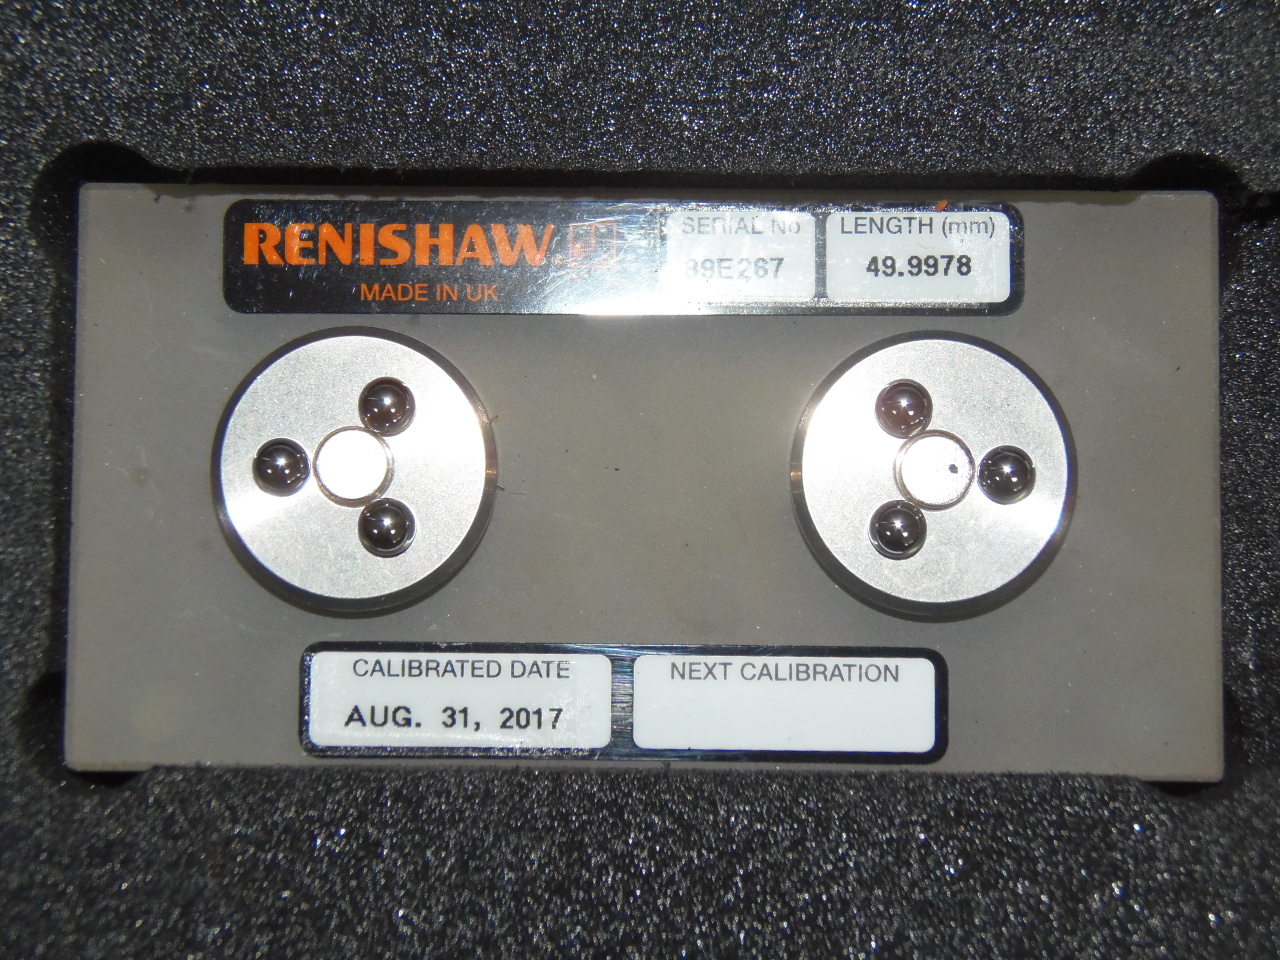 RENISHAW.
MADE IN UK
SERIAL No
LENGTH (mm)
49.9978
CALIBRATED DATE
AUG. 31, 2017
NEXT CALIBRATION